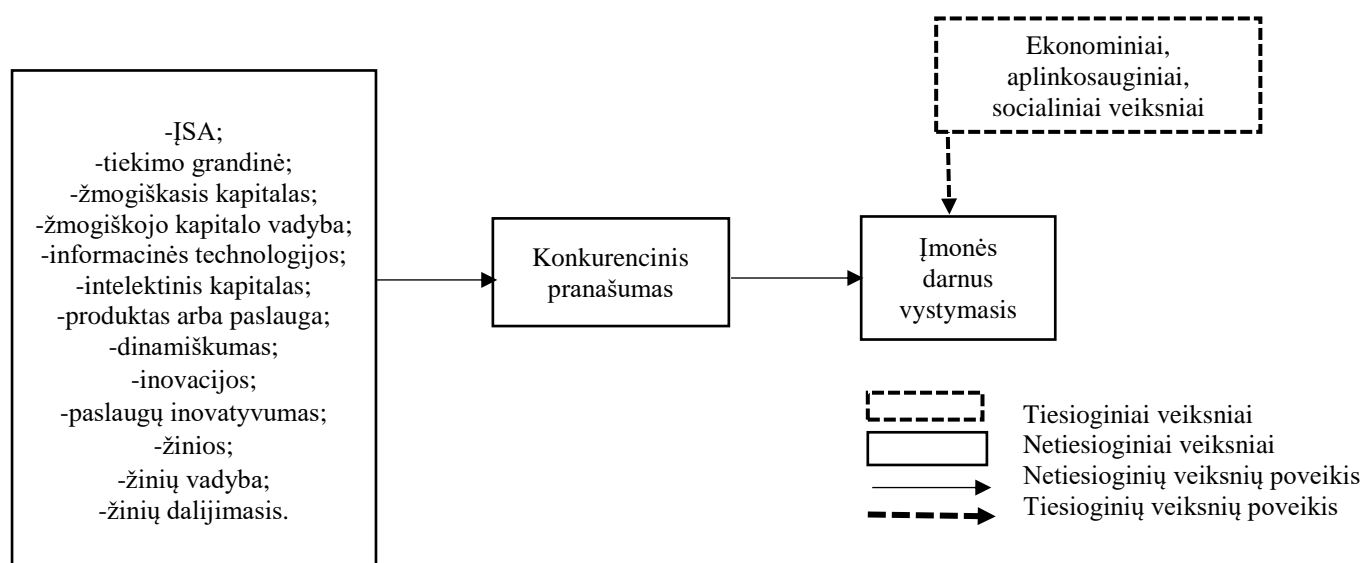 Ekonominiai,
aplinkosauginiai,
socialiniai veiksniai
-ĮSA;
-tiekimo grandinė;
-žmogiškasis kapitalas;
-žmogiškojo kapitalo vadyba;
-informacinės technologijos;
-intelektinis kapitalas;
-produktas arba paslauga;
-dinamiškumas;
-inovacijos;
-paslaugų inovatyvumas;
-žinios;
-žinių vadyba;
-žinių dalijimasis.
Konkurencinis
pranašumas
Įmonės
darnus
vystymasis
Tiesioginiai veiksniai
Netiesioginiai veiksniai
Netiesioginių veiksnių poveikis
Tiesioginių veiksnių poveikis